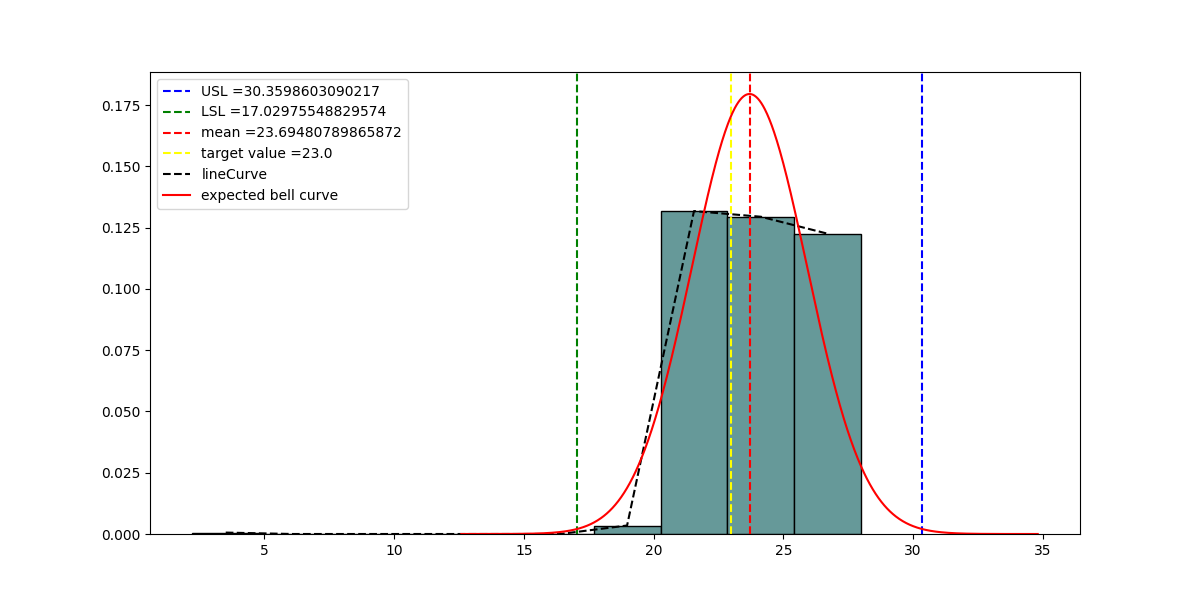 USL =30.3598603090217
LSL =17.02975548829574
mean =23.69480789865872
target value =23.0
lineCurve
expected bell curve
0.175
0.150
0.125
0.100
0.075
0.050
0.025
0.000
5 10 15 20 25 30 35